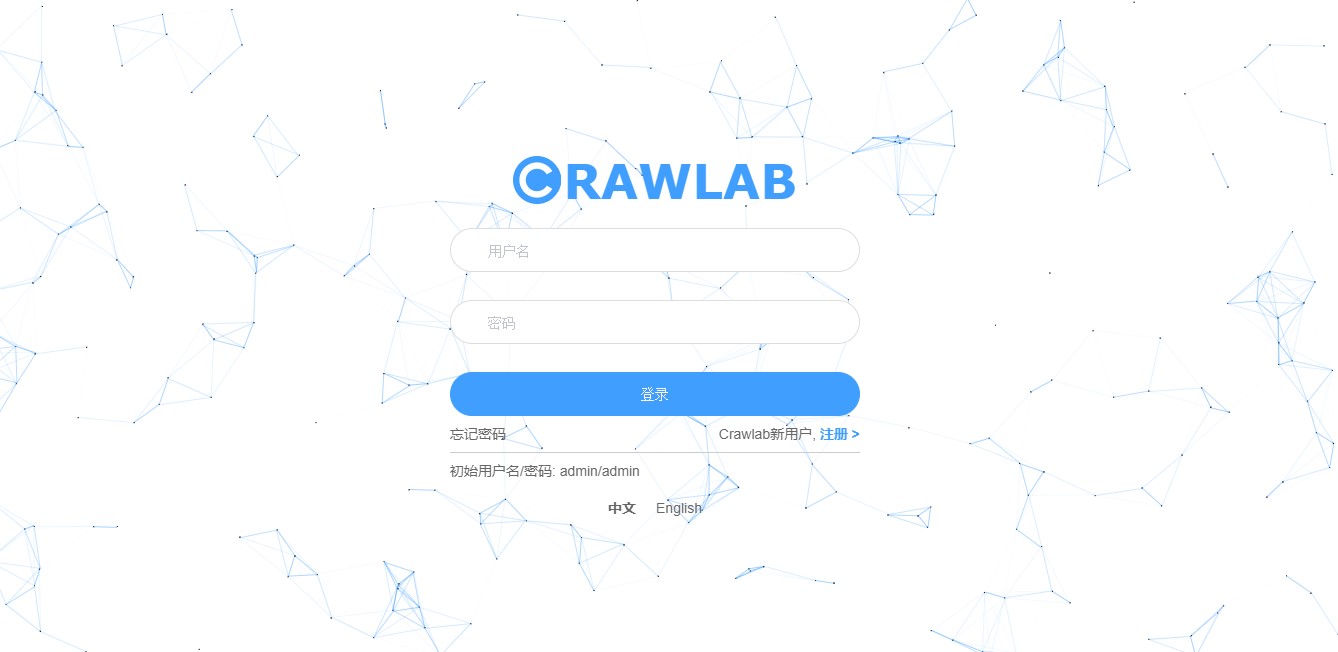 CRAWLAB
用户名
密码
登录
忘记密码 Crawlab新用户, 注册 >
初始用户名/密码: admin/admin
中文 English